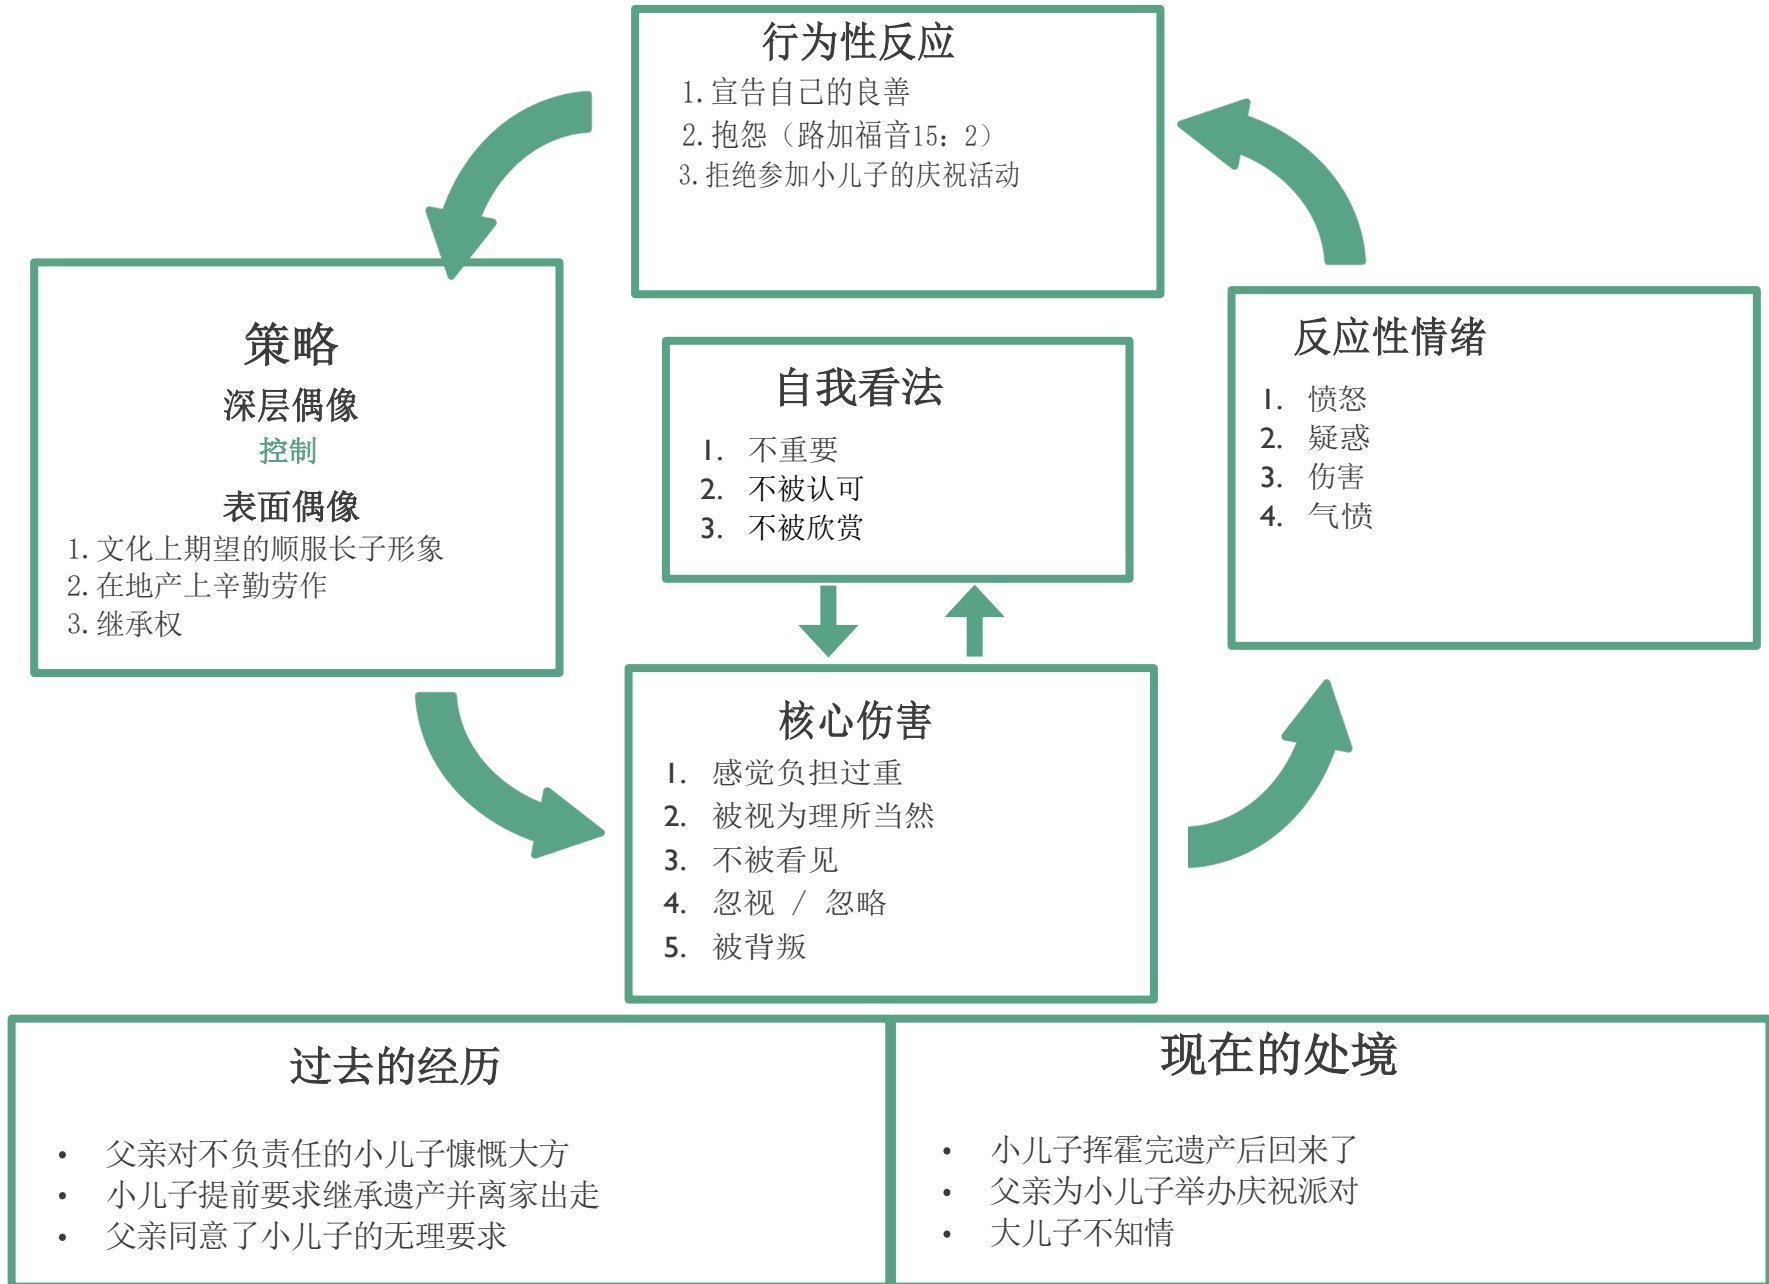 行为性反应
1. 宣告自己的良善
2. 抱怨（路加福音15：2）
3. 拒绝参加小儿子的庆祝活动
策略
深层偶像
控制
表面偶像
1. 文化上期望的顺服长子形象
2. 在地产上辛勤劳作
3. 继承权
自我看法
1. 不重要
2. 不被认可
3. 不被欣赏
反应性情绪
1. 愤怒
2. 疑惑
3. 伤害
4. 气愤
核心伤害
1. 感觉负担过重
2. 被视为理所当然
3. 不被看见
4. 忽视 / 忽略
5. 被背叛
过去的经历
• 父亲对不负责任的小儿子慷慨大方
• 小儿子提前要求继承遗产并离家出走
• 父亲同意了小儿子的无理要求
现在的处境
• 小儿子挥霍完遗产后回来了
• 父亲为小儿子举办庆祝派对
• 大儿子不知情